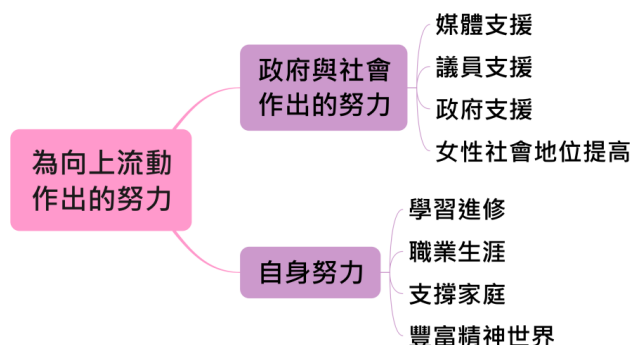 為向上流動
作出的努力
政府與社會
作出的努力
媒體支援
議員支援
政府支援
女性社會地位提高
自身努力
學習進修
職業生涯
支撐家庭
豐富精神世界